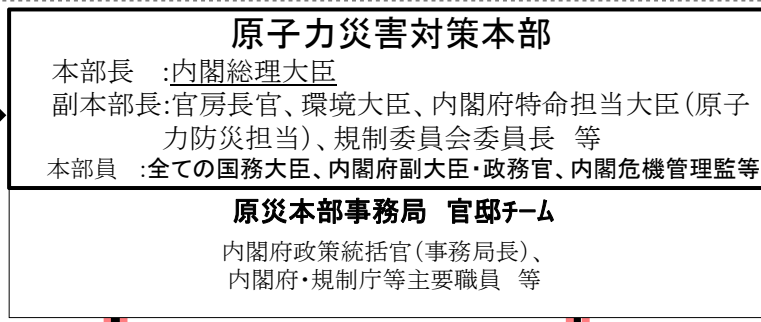 原子力災害対策本部
本部長　:内閣総理大臣
副本部長:官房長官、環境大臣、内閣府特命担当大臣(原子
力防災担当)、規制委員会委員長　等
本部員　:全ての国務大臣、内閣府副大臣・政務官、内閣危機管理監等
原災本部事務局　官邸チーム
内閣府政策統括官(事務局長)、
内閣府・規制庁等主要職員　等